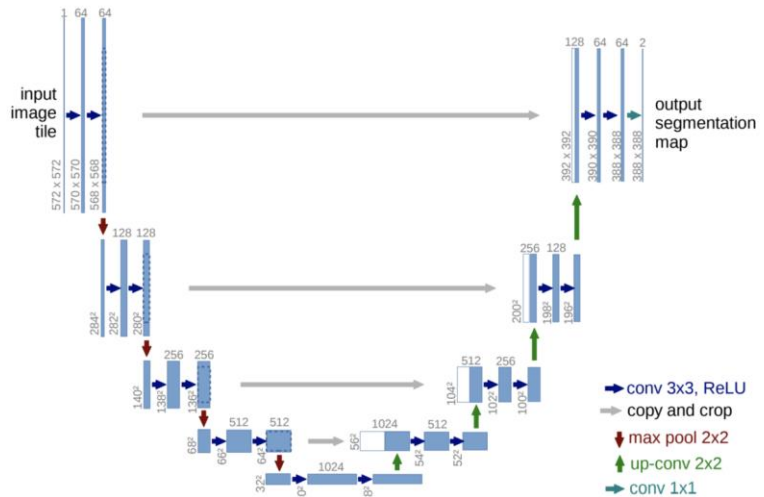 1 64 64
input
image
tile
572 x 572
570 x 570
568 x 568
128 64 64 2
output
segmentation
map
392 x 392
390 x 390
388 x 388
388 x 388
128 128
284²
282²
280²
256 128
200²
198²
196²
256 256
140²
138²
136²
512 256
104²
102²
100²
512 512
68²
66²
64²
1024 512
56²
54²
52²
1024
32²
0²
8²
conv 3x3, ReLU
copy and crop
max pool 2x2
up-conv 2x2
conv 1x1